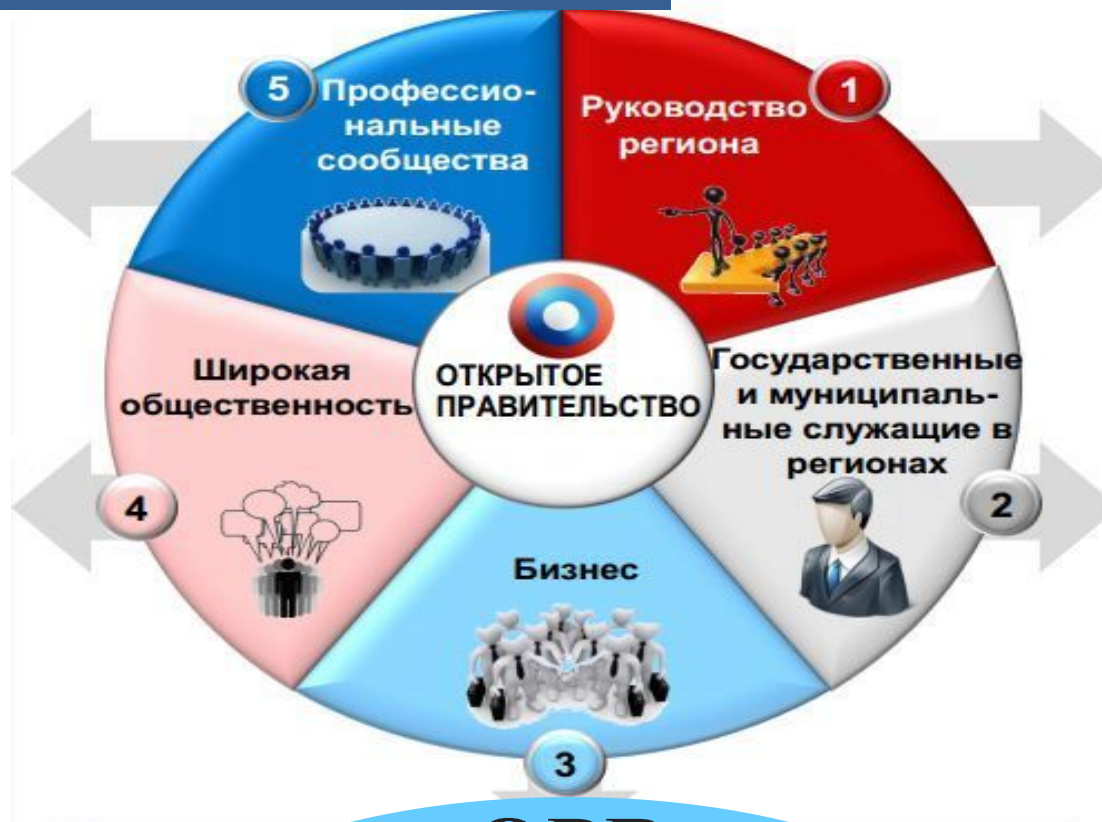 5
Профессио-
нальные
сообщества
1
Руководство
региона
ОТКРЫТОЕ
ПРАВИТЕЛЬСТВО
Широкая
общественность
4
Государственные
и муниципаль-
ные служащие в
регионах
2
Бизнес
3